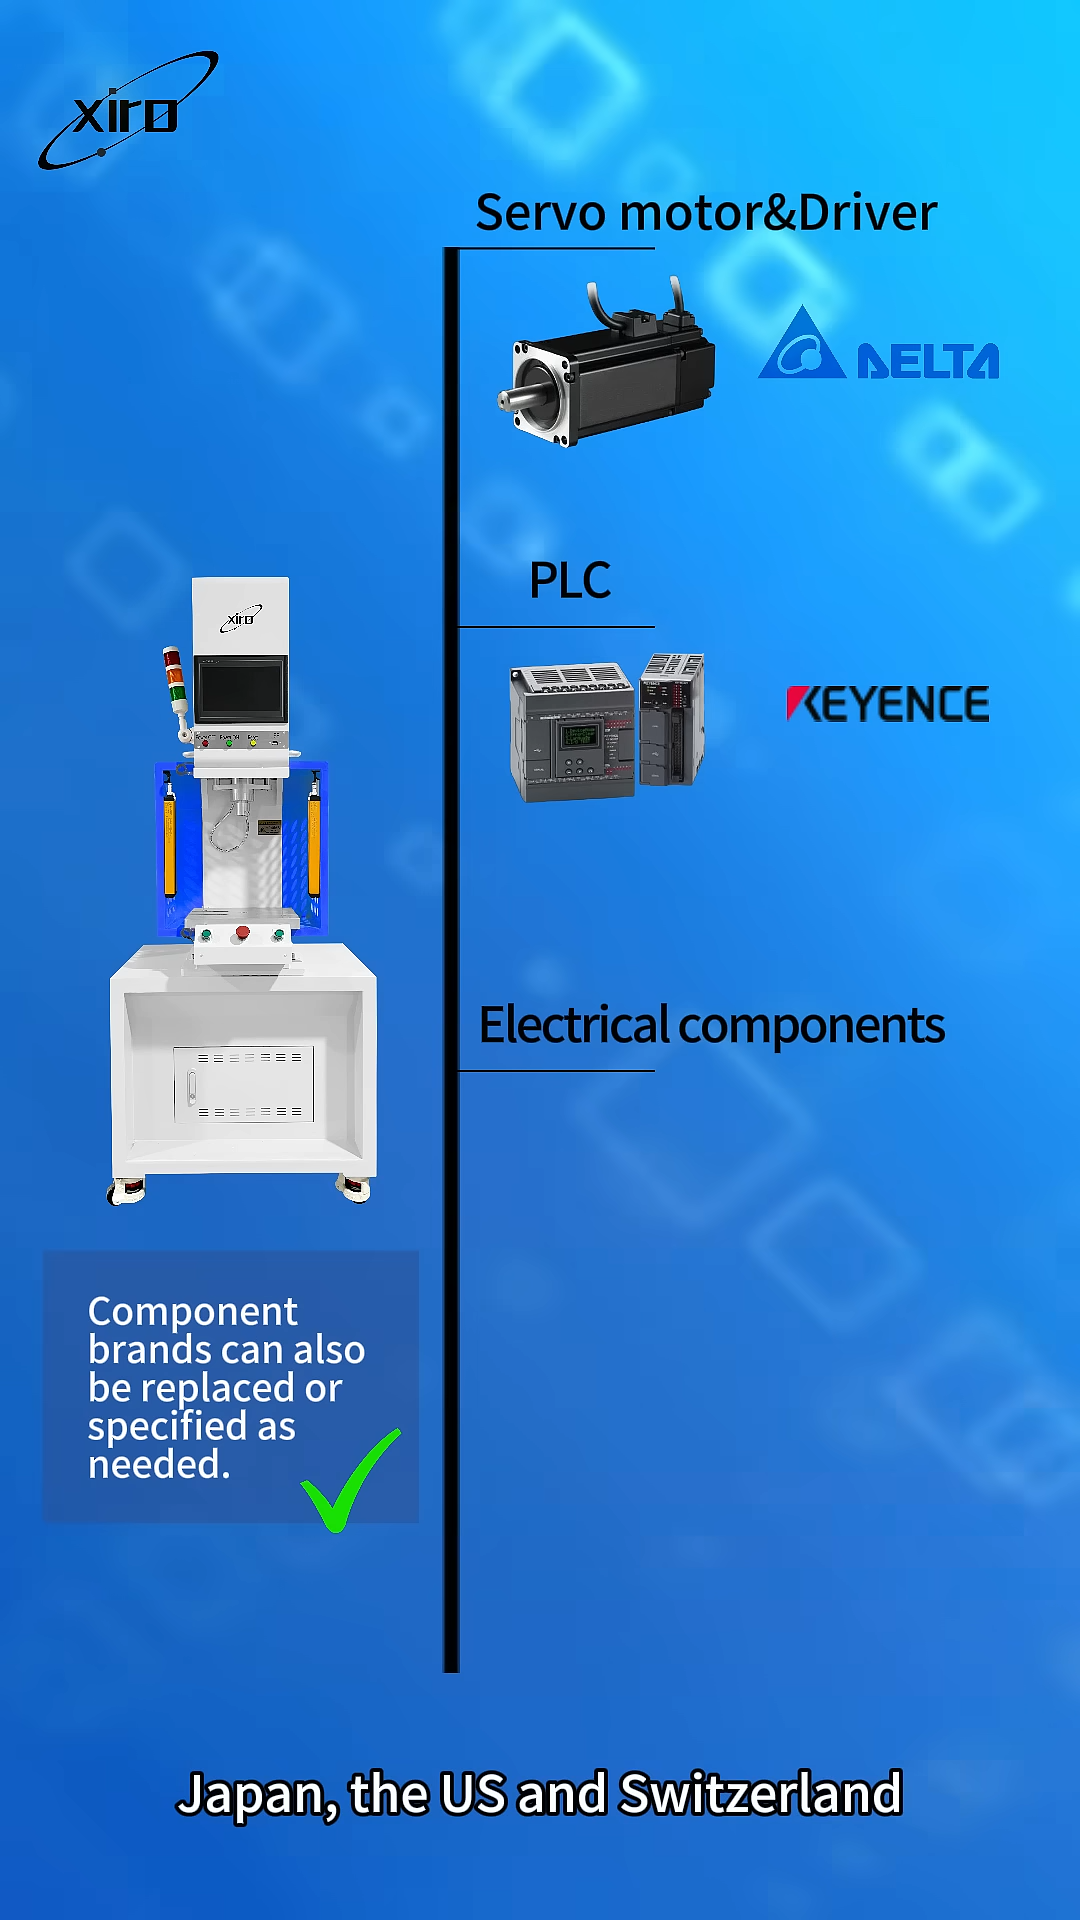 xiro
Servo motor&Driver
DELTA
PLC
xiro
KEYENCE
Electrical components
Component
brands can also
be replaced or
specified as
needed.
Japan, the US and Switzerland